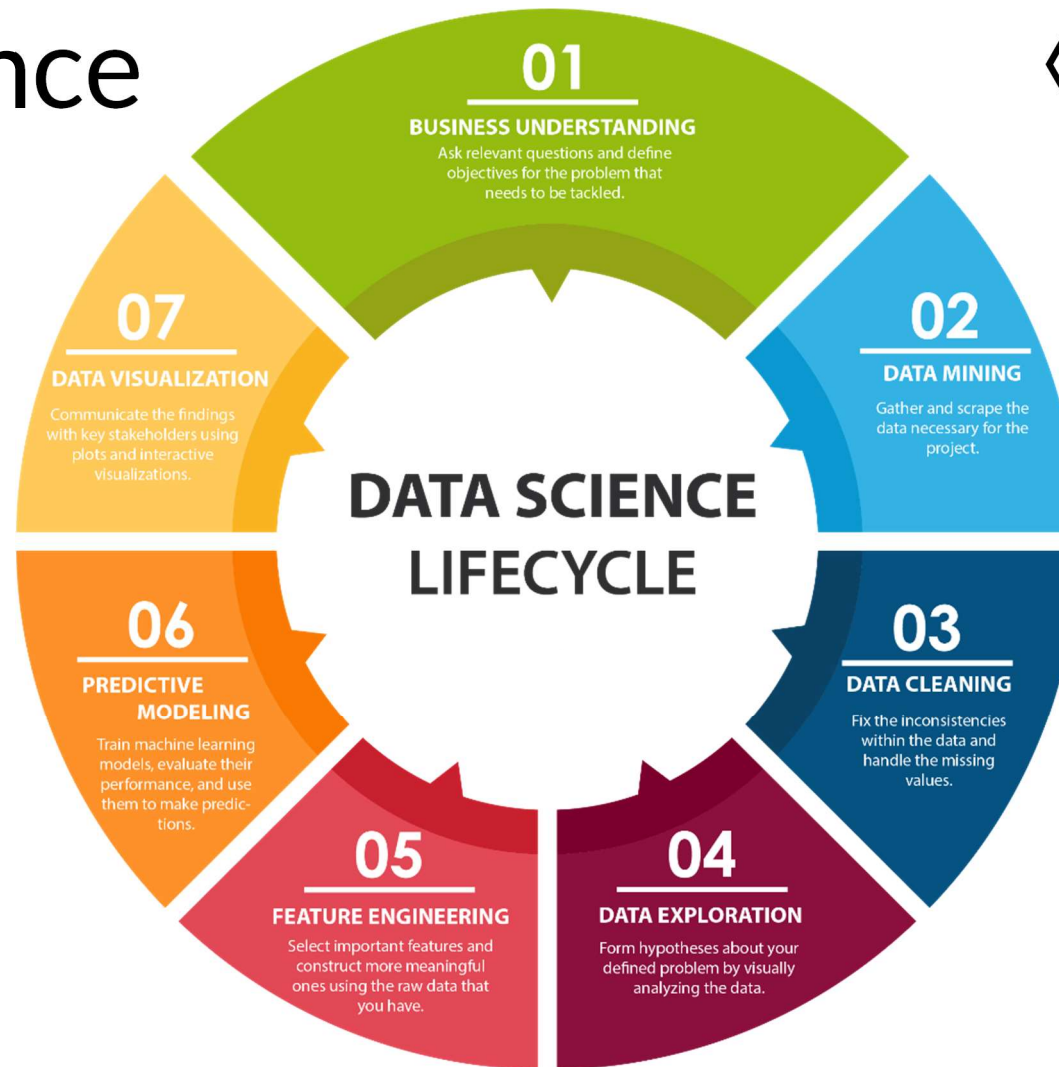 nce
01
BUSINESS UNDERSTANDING
Ask relevant questions and define
objectives for the problem that
needs to be tackled.
02
DATA MINING
Gather and scrape the
data necessary for the
project.
03
DATA CLEANING
Fix the inconsistencies
within the data and
handle the missing
values.
04
DATA EXPLORATION
Form hypotheses about your
defined problem by visually
analyzing the data.
05
FEATURE ENGINEERING
Select important features and
construct more meaningful
ones using the raw data that
you have.
06
PREDICTIVE
MODELING
Train machine learning
models, evaluate their
performance, and use
them to make predic-
tions.
07
DATA VISUALIZATION
Communicate the findings
with key stakeholders using
plots and interactive
visualizations.
DATA SCIENCE
LIFECYCLE